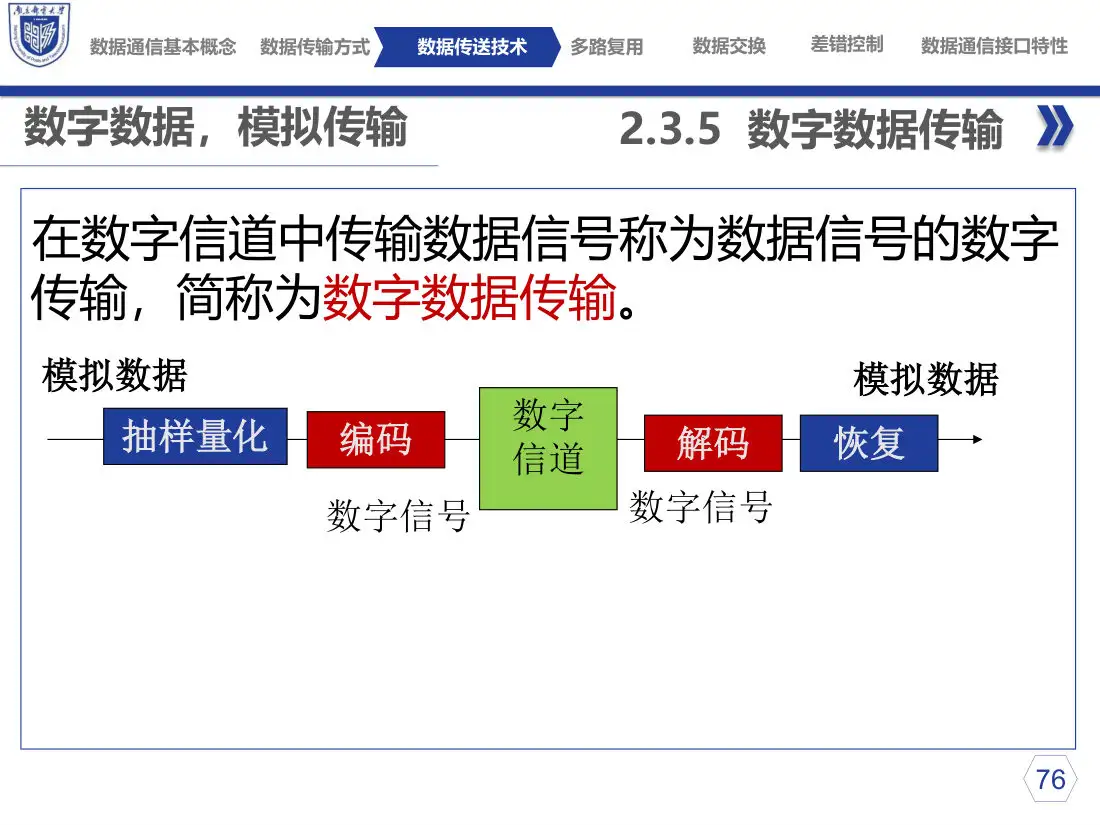 南京邮电大学
数据通信基本概念 数据传输方式 数据传送技术 多路复用 数据交换 差错控制 数据通信接口特性
数字数据，模拟传输
2.3.5 数字数据传输
在数字信道中传输数据信号称为数据信号的数字
传输，简称为数字数据传输。
模拟数据 模拟数据
抽样量化 编码 数字 解码 恢复
信道
数字信号 数字信号
76